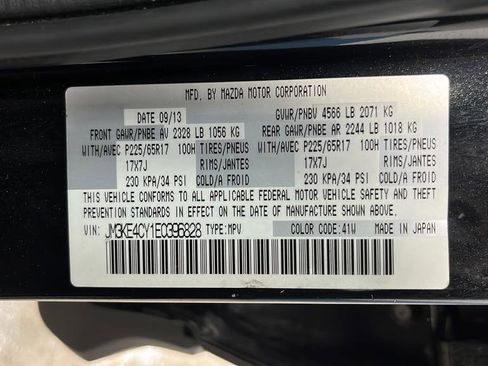 MFD. BY MAZDA MOTOR CORPORATION
DATE 09/13 GVWR/PNBV 4566 LB 2071 KG
FRONT GAWR/PNBE AV 2328 LB 1056 KG REAR GAWR/PNBE AR 2244 LB 1018 KG
WITH/AVEC P225/65R17 100H TIRES/PNEUS WITH/AVEC P225/65R17 100H TIRES/PNEUS
17X7J RIMS/JANTES 17X7J RIMS/JANTES
230 KPA/34 PSI COLD/A FROID 230 KPA/34 PSI COLD/A FROID
THIS VEHICLE CONFORMS TO ALL APPLICABLE FEDERAL MOTOR VEHICLE SAFETY AND THEFT
PREVENTION STANDARDS IN EFFECT ON THE DATE OF MANUFACTURE SHOWN ABOVE.
VIN: JM3KE4CY1E0396828 TYPE:MPV COLOR CODE:41W MADE IN JAPAN